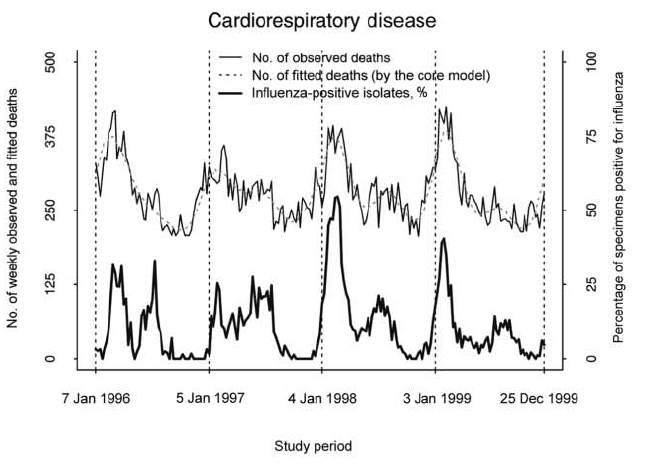 Cardiorespiratory disease
No. of observed deaths
No. of fitted deaths (by the core model)
Influenza-positive isolates, %
No. of weekly observed and fitted deaths
500
375
250
125
0
Percentage of specimens positive for influenza
100
75
50
25
0
7 Jan 1996
5 Jan 1997
4 Jan 1998
3 Jan 1999
25 Dec 1999
Study period